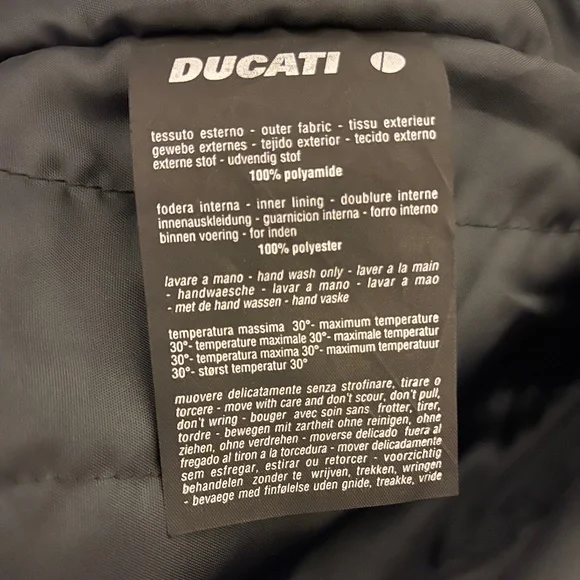 DUCATI
tessuto esterno - outer fabric - tissu exterieur
gewebe externes - tejido exterior - tecido externo
externe stof - udvendig stof
100% polyamide
fodera interna - inner lining - doublure interne
innenauskleidung - guarnicion interna - forro interno
binnen voering - for inden
100% polyester
lavare a mano - hand wash only - laver a la main
- handwaesche - lavar a mano - lavar a mao
- met de hand wassen - hand vaske
temperatura massima 30°- maximum temperature
30°- temperature maximale 30°- maximale temperatur
30°- temperatura maxima 30°- maximum temperatuur
30°- størst temperatur 30°
muovere delicatamente senza strofinare, tirare o
torcere - move with care and don't scour, don't pull,
don't wring - bouger avec soin sans frotter, tirer,
tordre - bewegen mit zartheit ohne reinigen, ohne
ziehen, ohne verdrehen - moverse delicado fuera al
fregado al tiron a la torcedura - mover delicadamente
sem esfregar, estirar ou retorcer - voorzichtig
behandelen zonder te wrijven, trekken, wringen
- bevaege med finfølelse uden gnide, treakke, vride